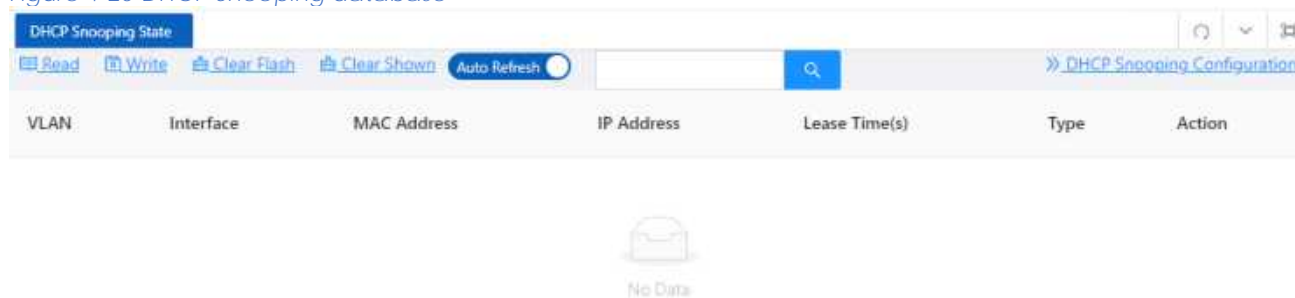 DHCP Snooping State
Read Write Clear Flash Clear Shown Auto Refresh » DHCP Snooping Configuration
VLAN Interface MAC Address IP Address Lease Time(s) Type Action
No Data